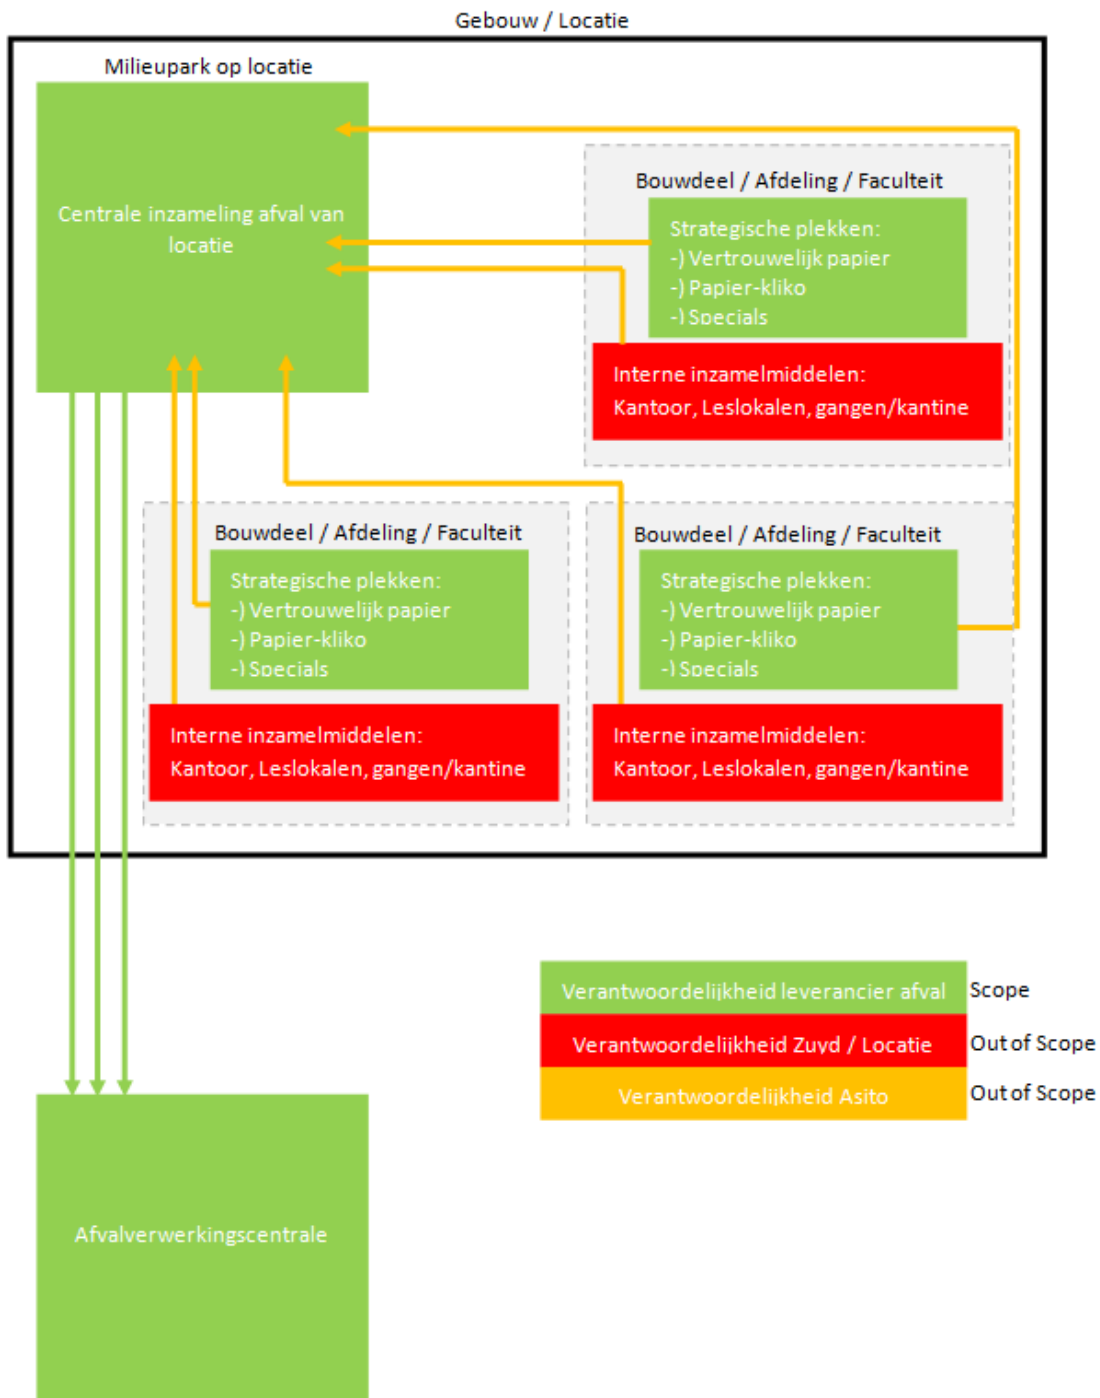 Gebouw / Locatie
Milieupark op locatie
Centrale inzameling afval van
locatie
Bouwdeel / Afdeling / Faculteit
Strategische plekken:
-) Vertrouwelijk papier
-) Papier-kliko
-) Specials
Interne inzamelmiddelen:
Kantoor, Leslokalen, gangen/kantine
Bouwdeel / Afdeling / Faculteit
Strategische plekken:
-) Vertrouwelijk papier
-) Papier-kliko
-) Specials
Interne inzamelmiddelen:
Kantoor, Leslokalen, gangen/kantine
Bouwdeel / Afdeling / Faculteit
Strategische plekken:
-) Vertrouwelijk papier
-) Papier-kliko
-) Specials
Interne inzamelmiddelen:
Kantoor, Leslokalen, gangen/kantine
Verantwoordelijkheid leverancier afval Scope
Verantwoordelijkheid Zuyd / Locatie Out of Scope
Verantwoordelijkheid Asito Out of Scope
Afvalverwerkingscentrale